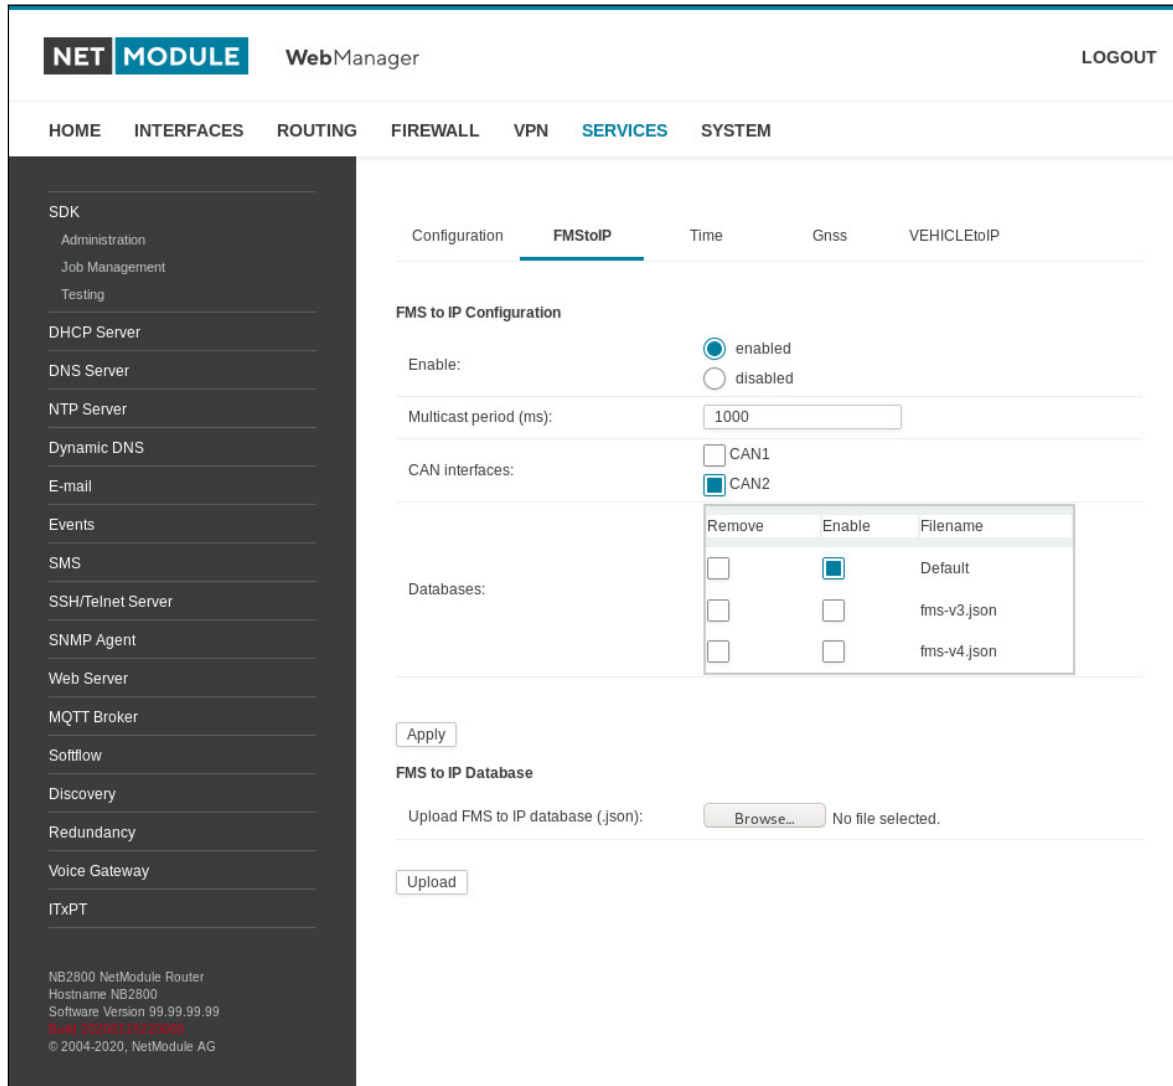 NET MODULE WebManager LOGOUT
HOME INTERFACES ROUTING FIREWALL VPN SERVICES SYSTEM
SDK
Administration
Job Management
Testing
DHCP Server
DNS Server
NTP Server
Dynamic DNS
E-mail
Events
SMS
SSH/Telnet Server
SNMP Agent
Web Server
MQTT Broker
Softflow
Discovery
Redundancy
Voice Gateway
ITxPT
NB2800 NetModule Router
Hostname NB2800
Software Version 99.99.99.99
Build
© 2004-2020, NetModule AG
Configuration FMStoIP Time Gnss VEHICLEtoIP
FMS to IP Configuration
Enable:
enabled
disabled
Multicast period (ms): 1000
CAN interfaces:
CAN1
CAN2
Databases:
Remove Enable Filename
Default
fms-v3.json
fms-v4.json
Apply
FMS to IP Database
Upload FMS to IP database (.json): Browse... No file selected.
Upload